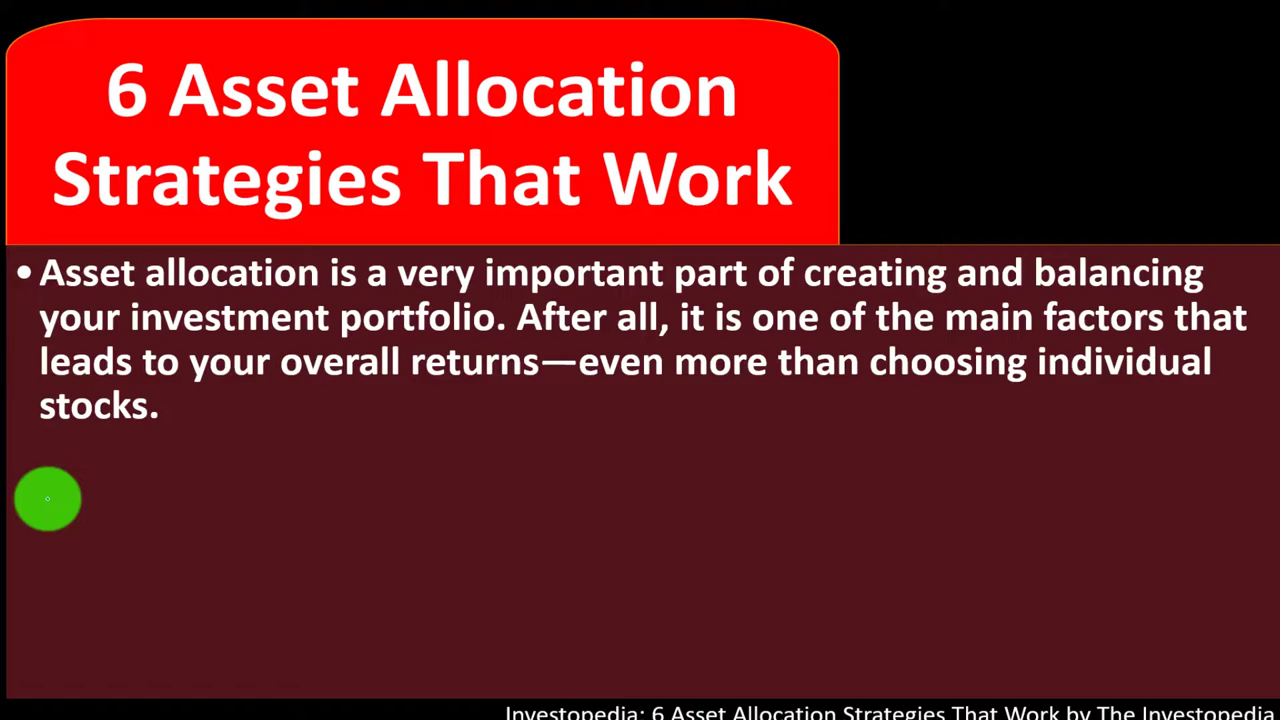 6 Asset Allocation
Strategies That Work
• Asset allocation is a very important part of creating and balancing
your investment portfolio. After all, it is one of the main factors that
leads to your overall returns—even more than choosing individual
stocks.
Investopedia: 6 Asset Allocation Strategies That Work by The Investopedia